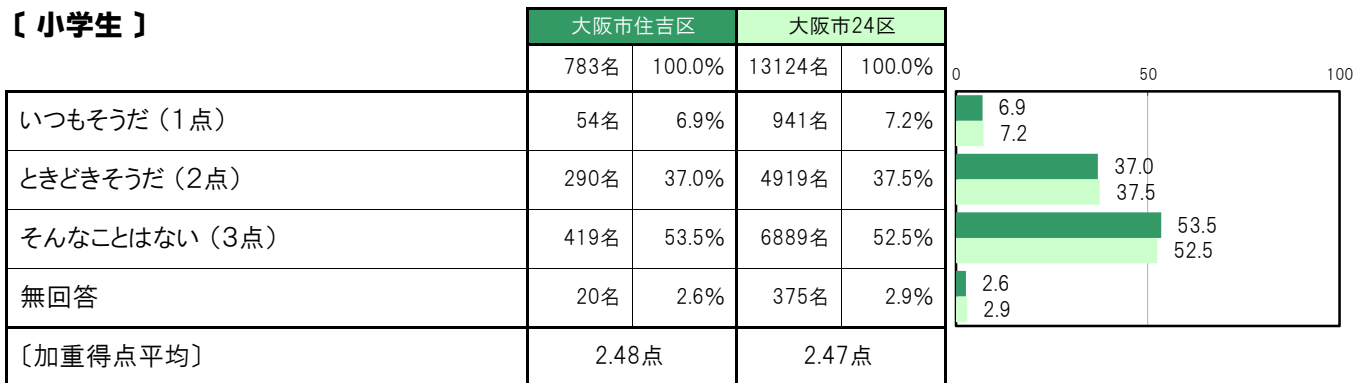 〔 小学生 〕
大阪市住吉区 大阪市24区
783名 100.0% 13124名 100.0%
0 50 100
いつもそうだ（1点） 54名 6.9% 941名 7.2%
6.9
7.2
ときどきそうだ（2点） 290名 37.0% 4919名 37.5%
37.0
37.5
そんなことはない（3点） 419名 53.5% 6889名 52.5%
53.5
52.5
無回答 20名 2.6% 375名 2.9%
2.6
2.9
〔加重得点平均〕 2.48点 2.47点